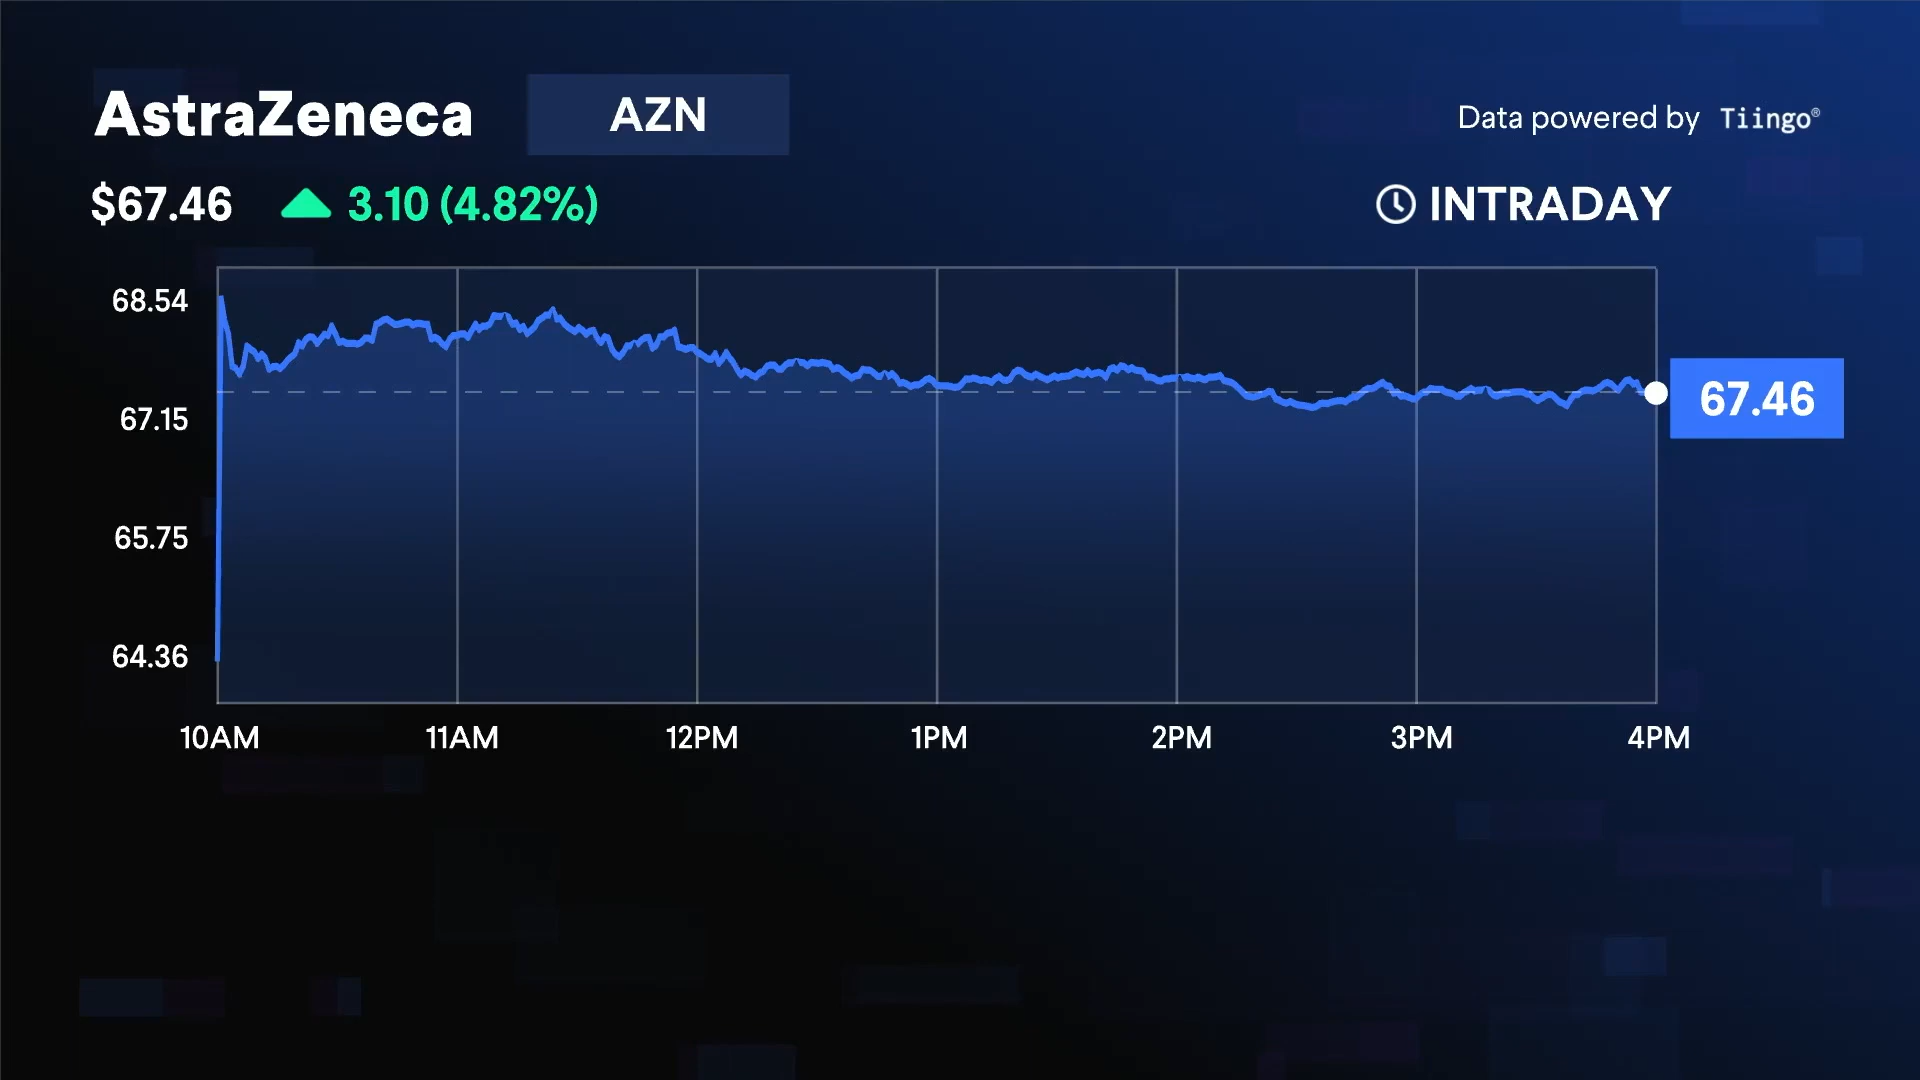 AstraZeneca AZN
Data powered by Tiingo®
$67.46 3.10 (4.82%)
INTRADAY
68.54
67.15
65.75
64.36
67.46
10AM 11AM 12PM 1PM 2PM 3PM 4PM